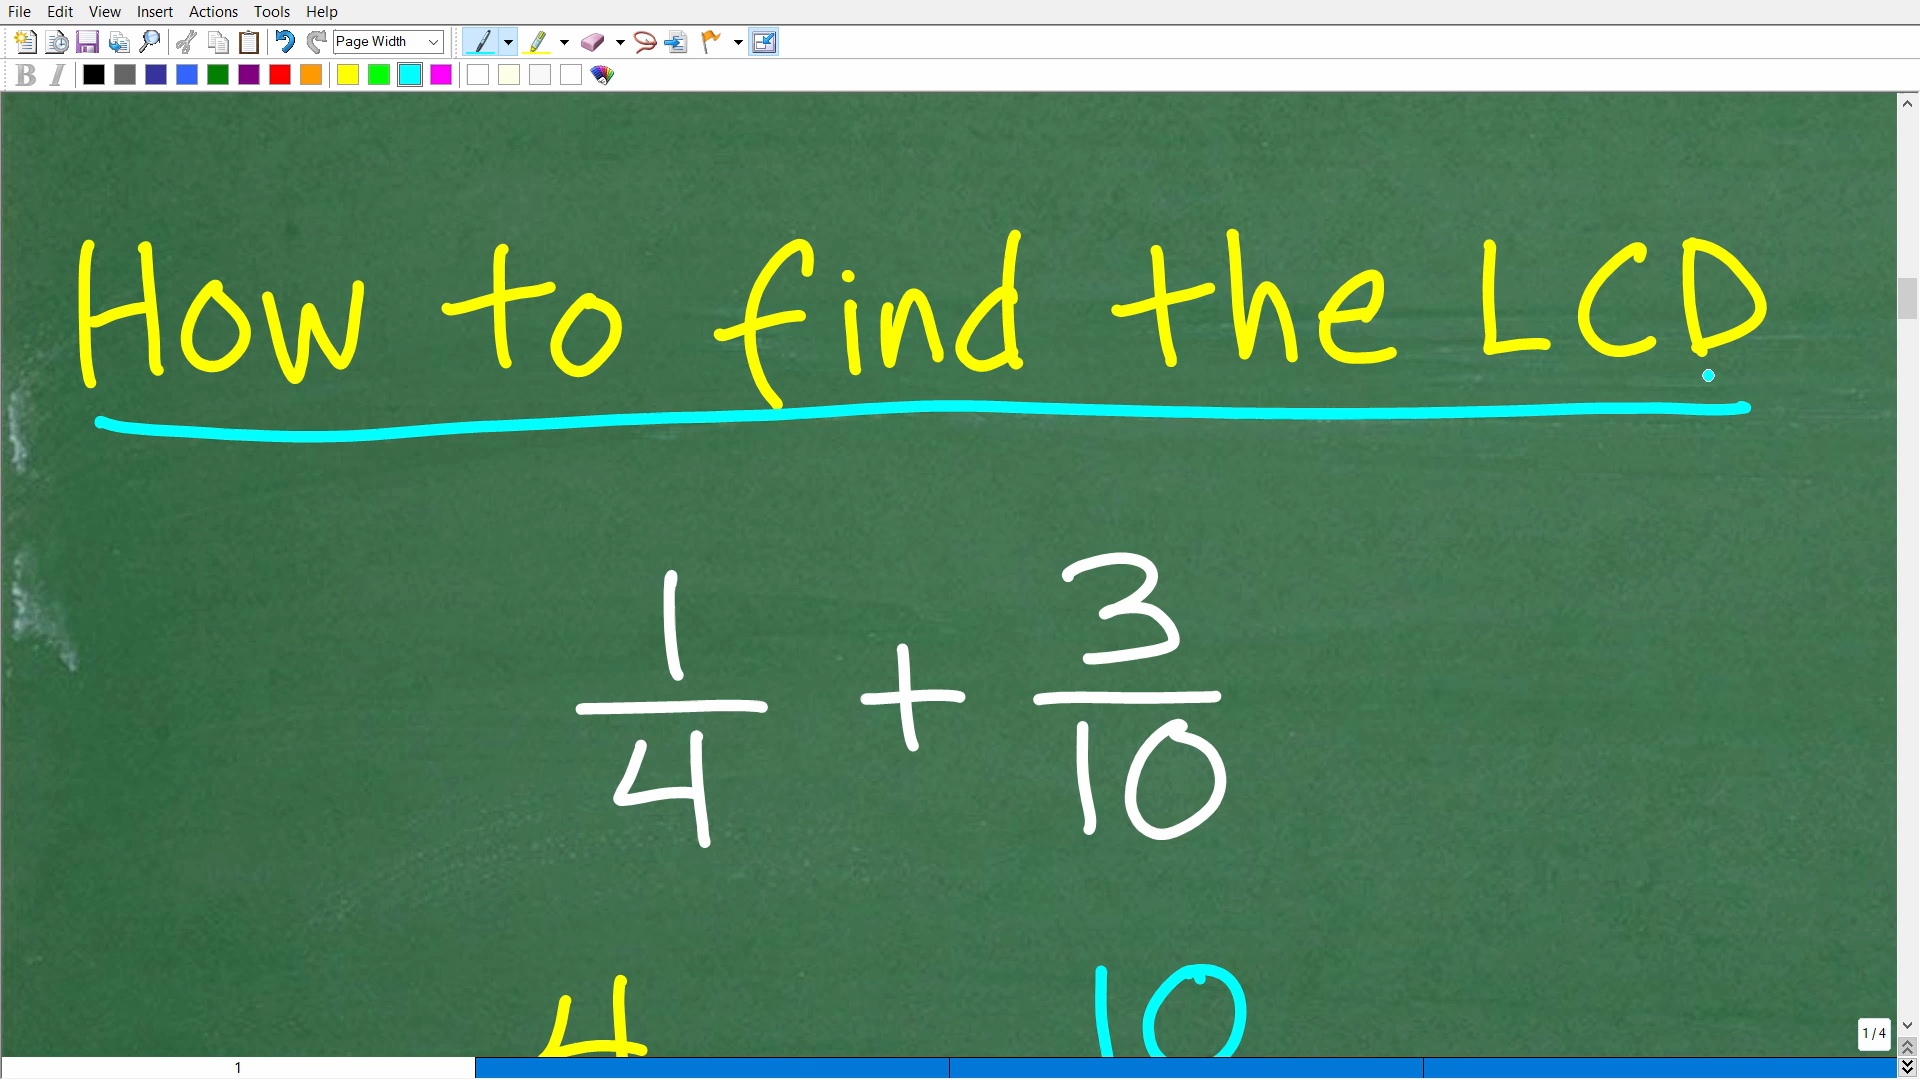 File Edit View Insert Actions Tools Help
Page Width
B I
How to find the LCD
1 3
+
4 10
4 10
1 / 4
1